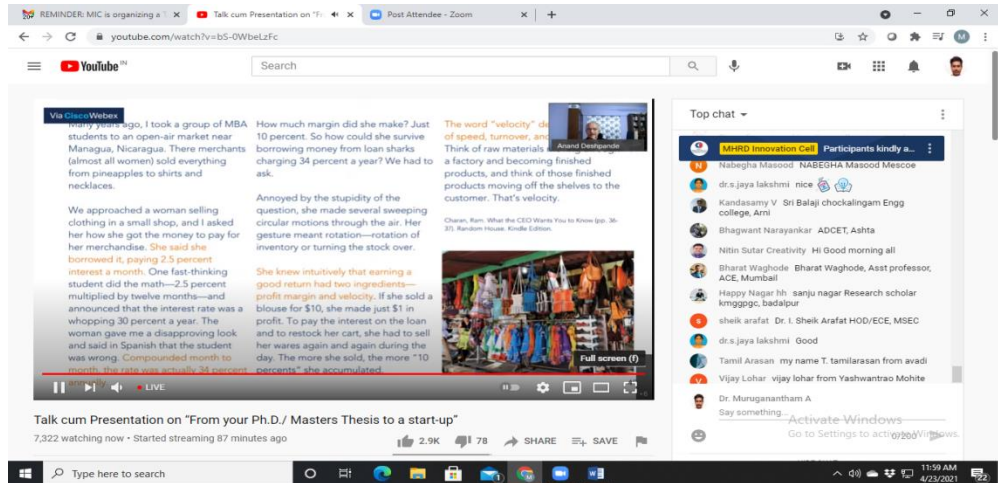 REMINDER: MIC is organizing a T
Talk cum Presentation on "Fr
Post Attendee - Zoom
youtube.com/watch?v=bS-0WbeLzFc
YouTube IN
Search
Via Cisco Webex
Many years ago, I took a group of MBA
students to an open-air market near
Managua, Nicaragua. There merchants
(almost all women) sold everything
from pineapples to shirts and
necklaces.
We approached a woman selling
clothing in a small shop, and I asked
her how she got the money to pay for
her merchandise. She said she
borrowed it, paying 2.5 percent
interest a month. One fast-thinking
student did the math—2.5 percent
multiplied by twelve months—and
announced that the interest rate was a
whopping 30 percent a year. The
woman gave me a disapproving look
and said in Spanish that the student
was wrong. Compounded month to
month, the rate was actually 34 percent
How much margin did she make? Just
10 percent. So how could she survive
borrowing money from loan sharks
charging 34 percent a year? We had to
ask.
Annoyed by the stupidity of the
question, she made several sweeping
circular motions through the air. Her
gesture means rotation—rotation of
inventory or turning the stock over.
She knew intuitively that earning a
good return had two ingredients—
profit margin and velocity. If she sold a
blouse for $10, she made just $1 in
profit. To pay the interest on the loan
and to restock her cart, she had to sell
her wares again and again during the
day. The more she sold, the more "10
percents" she accumulated.
The word "velocity" de
of speed, turnover, and
Think of raw materials
a factory and becoming finished
products, and think of those finished
products moving off the shelves to the
customer. That's velocity.
Charan, Ram. What the CEO Wants You to Know (pp. 36-
37). Random House. Kindle Edition.
Anand Deshpande
Full screen (f)
LIVE
Talk cum Presentation on "From your Ph.D./ Masters Thesis to a start-up"
7,322 watching now • Started streaming 87 minutes ago
2.9K
78
SHARE
SAVE
Top chat
MHRD Innovation Cell Participants kindly a...
Nabegha Masood NABEGHA Masood Mescoe
dr.s.jaya lakshmi nice
Kandasamy V Sri Balaji chockalingam Engg
college, Arni
Bhagwant Narayankar ADCET, Ashta
Nitin Sutar Creativity Hi Good morning all
Bharat Waghode Bharat Waghode, Asst professor,
ACE, Mumbail
Happy Nagar hh sanju nagar Research scholar
kmggpgc, badalpur
sheik arafat Dr. I. Sheik Arafat HOD/ECE, MSEC
dr.s.jaya lakshmi Good
Tamil Arasan my name T. tamilarasan from avadi
Vijay Lohar vijay lohar from Yashwantrao Mohite
Dr. Muruganantham A
Say something...
0/200
Activate Windows
Go to Settings to activate Windows.
Type here to search
11:59 AM
4/23/2021
22